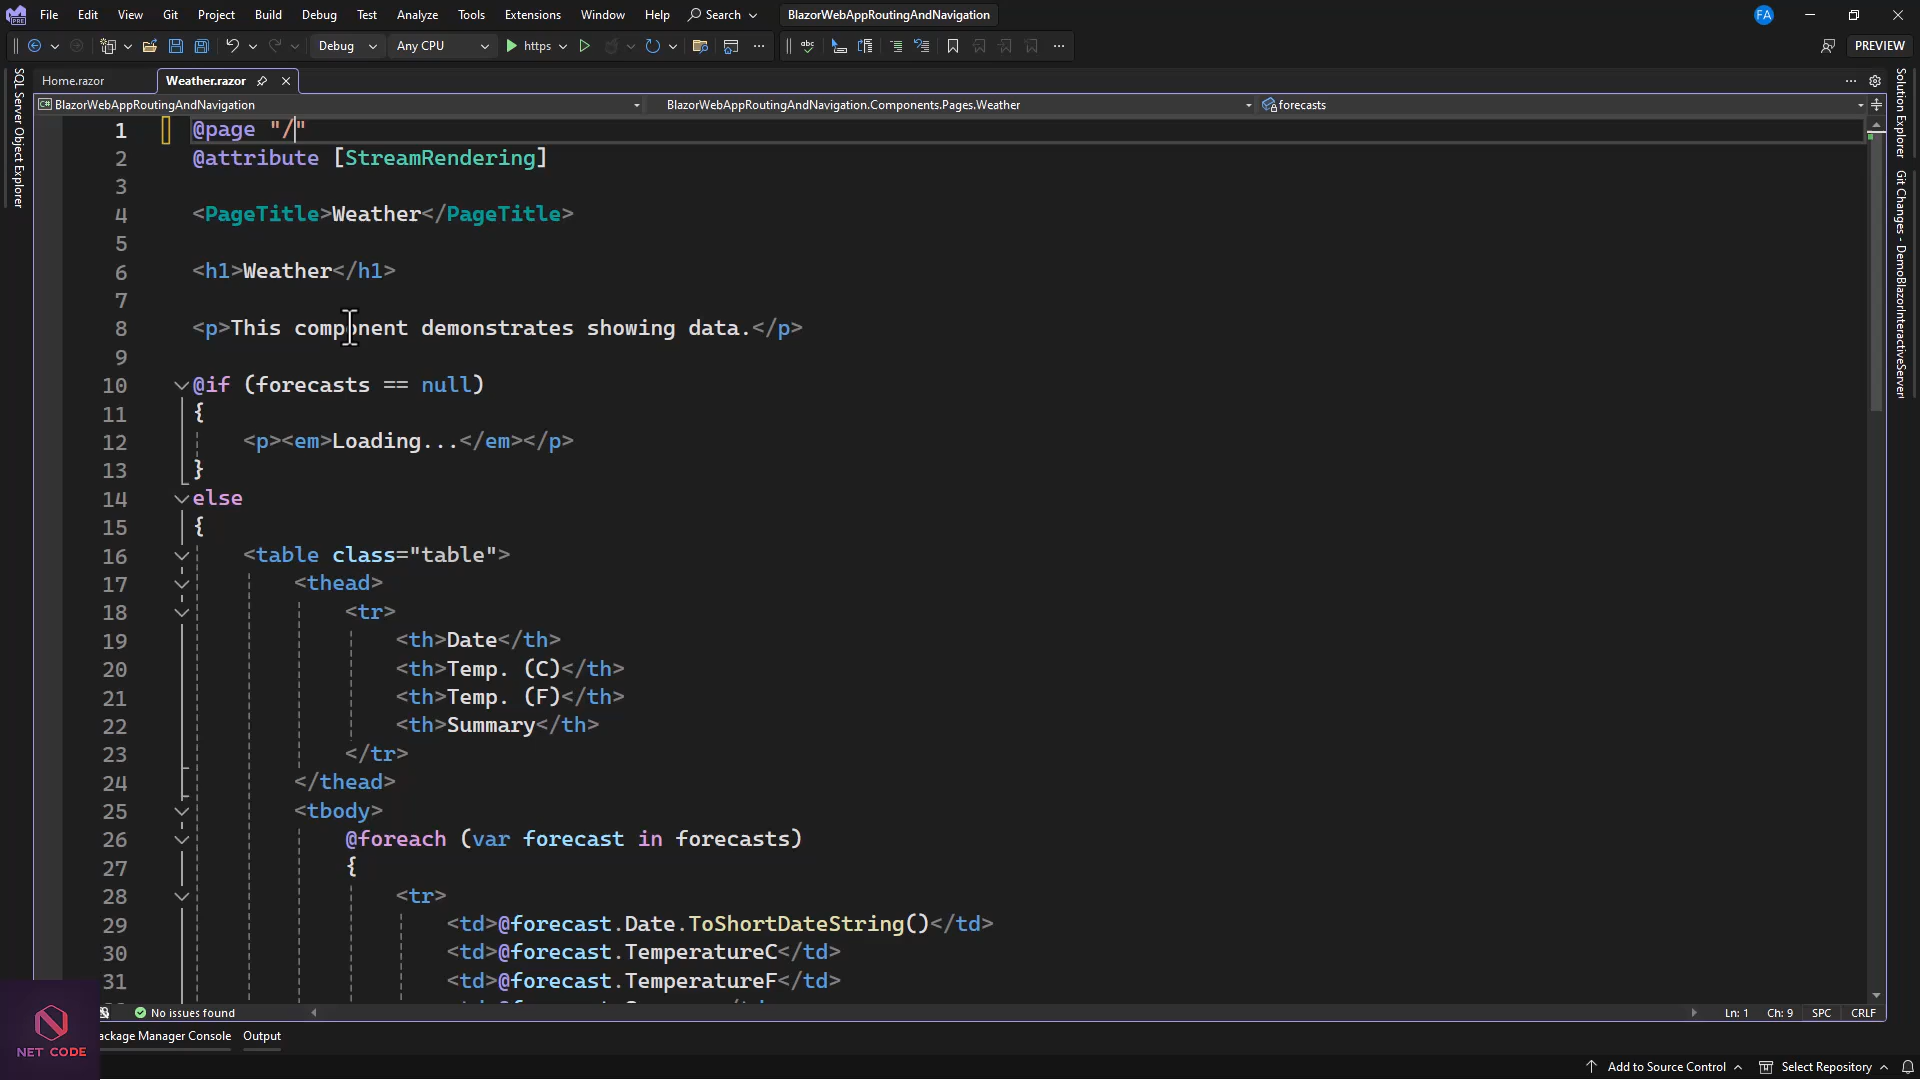 File Edit View Git Project Build Debug Test Analyze Tools Extensions Window Help Search BlazorWebAppRoutingAndNavigation FA
Debug Any CPU https PREVIEW
Home.razor Weather.razor
BlazorWebAppRoutingAndNavigation BlazorWebAppRoutingAndNavigation.Components.Pages.Weather forecasts
SQL Server Object Explorer
1 @page "/"
2 @attribute [StreamRendering]
3
4 <PageTitle>Weather</PageTitle>
5
6 <h1>Weather</h1>
7
8 <p>This component demonstrates showing data.</p>
9
10 @if (forecasts == null)
11 {
12 <p><em>Loading...</em></p>
13 }
14 else
15 {
16 <table class="table">
17 <thead>
18 <tr>
19 <th>Date</th>
20 <th>Temp. (C)</th>
21 <th>Temp. (F)</th>
22 <th>Summary</th>
23 </tr>
24 </thead>
25 <tbody>
26 @foreach (var forecast in forecasts)
27 {
28 <tr>
29 <td>@forecast.Date.ToShortDateString()</td>
30 <td>@forecast.TemperatureC</td>
31 <td>@forecast.TemperatureF</td>
Solution Explorer
Git Changes - DemoBlazorInteractiveServer
No issues found Ln: 1 Ch: 9 SPC CRLF
ackage Manager Console Output
NET CODE
Add to Source Control Select Repository